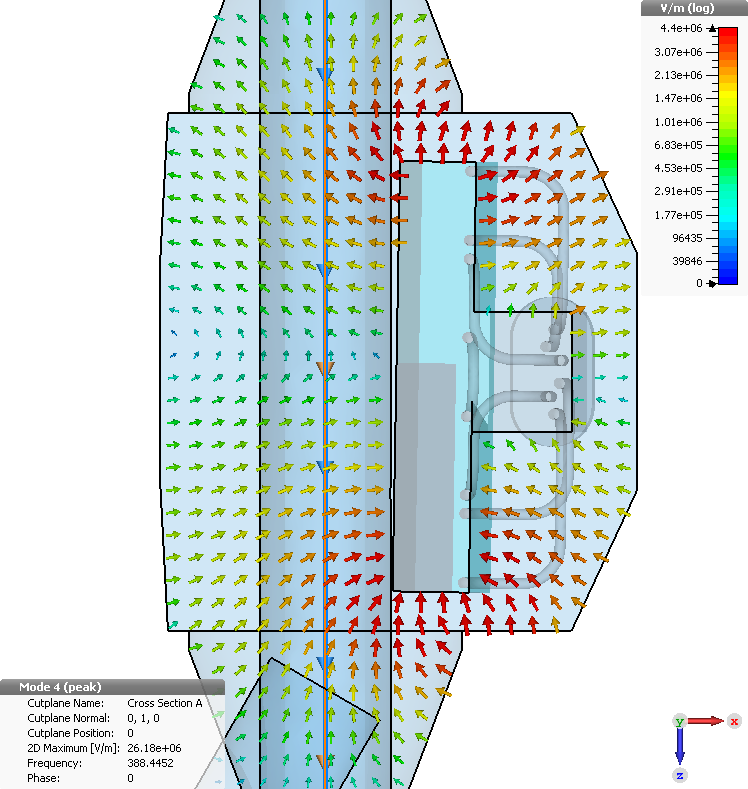 V/m (log)
4.4e+06
3.07e+06
2.13e+06
1.47e+06
1.01e+06
6.83e+05
4.53e+05
2.91e+05
1.77e+05
96435
39846
0
Mode 4 (peak)
Cutplane Name: Cross Section A
Cutplane Normal: 0, 1, 0
Cutplane Position: 0
2D Maximum [V/m]: 26.18e+06
Frequency: 388.4452
Phase: 0
y
x
z